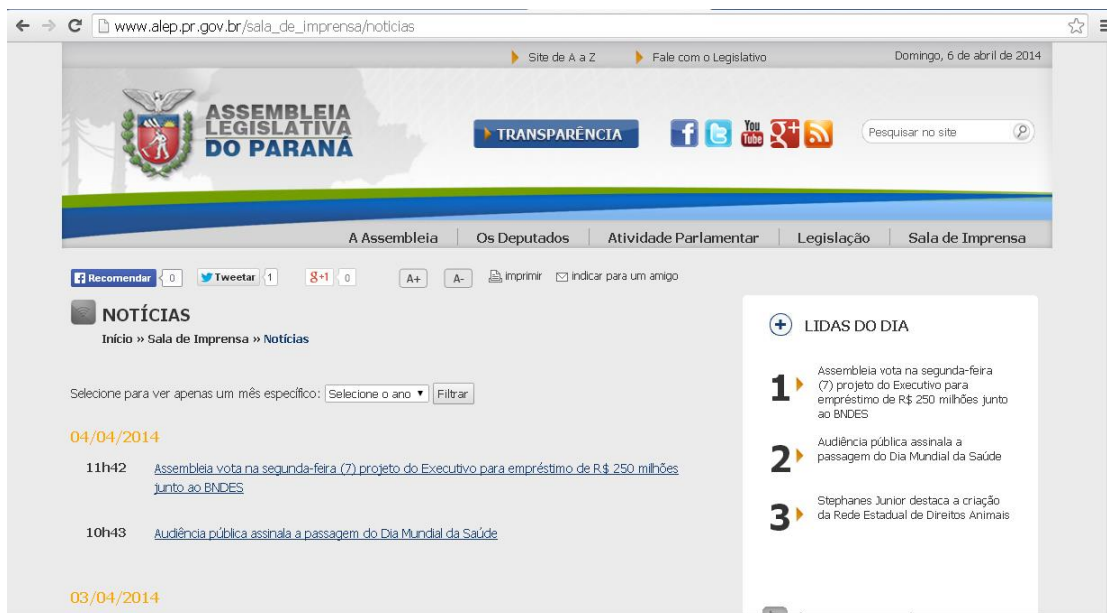 www.alep.pr.gov.br/sala_de_imprensa/noticias
Site de A a Z
Fale com o Legislativo
Domingo, 6 de abril de 2014
ASSEMBLEIA
LEGISLATIVA
DO PARANÁ
TRANSPARÊNCIA
f
You
Tube
g+
Pesquisar no site
A Assembleia
Os Deputados
Atividade Parlamentar
Legislação
Sala de Imprensa
Recomendar 0
Tweetar 1
g+1 0
A+
A-
imprimir
indicar para um amigo
NOTÍCIAS
Início » Sala de Imprensa » Notícias
Selecione para ver apenas um mês específico: Selecione o ano Filtrar
04/04/2014
11h42 Assembleia vota na segunda-feira (7) projeto do Executivo para empréstimo de R$ 250 milhões
junto ao BNDES
10h43 Audiência pública assinala a passagem do Dia Mundial da Saúde
03/04/2014
LIDAS DO DIA
1 Assembleia vota na segunda-feira
(7) projeto do Executivo para
empréstimo de R$ 250 milhões junto
ao BNDES
2 Audiência pública assinala a
passagem do Dia Mundial da Saúde
3 Stephanes Junior destaca a criação
da Rede Estadual de Direitos Animais